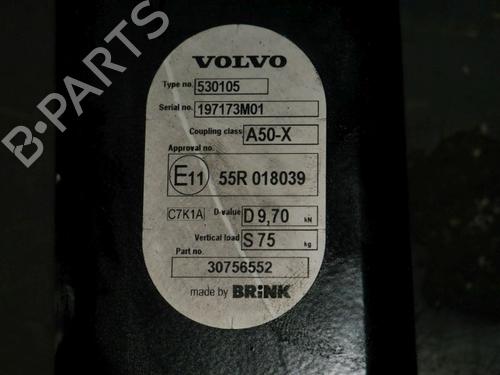 B-PARTS
VOLVO
Type no. 530105
Serial no. 197173M01
Coupling class A50-X
Approval no.
E11 55R 018039
C7K1A D-value D 9,70 kN
Vertical load S 75 kg
Part no
30756552
made by BRINK